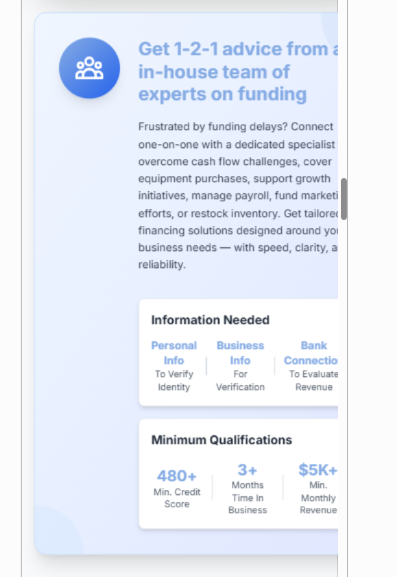 Get 1-2-1 advice from a
in-house team of
experts on funding
Frustrated by funding delays? Connect
one-on-one with a dedicated specialist
overcome cash flow challenges, cover
equipment purchases, support growth
initiatives, manage payroll, fund marketi
efforts, or restock inventory. Get tailored
financing solutions designed around you
business needs — with speed, clarity, a
reliability.
Information Needed
Personal Info
To Verify Identity
Business Info
For Verification
Bank Connectio
To Evaluate Revenue
Minimum Qualifications
480+
Min. Credit Score
3+
Months Time In Business
$5K+
Min. Monthly Revenue